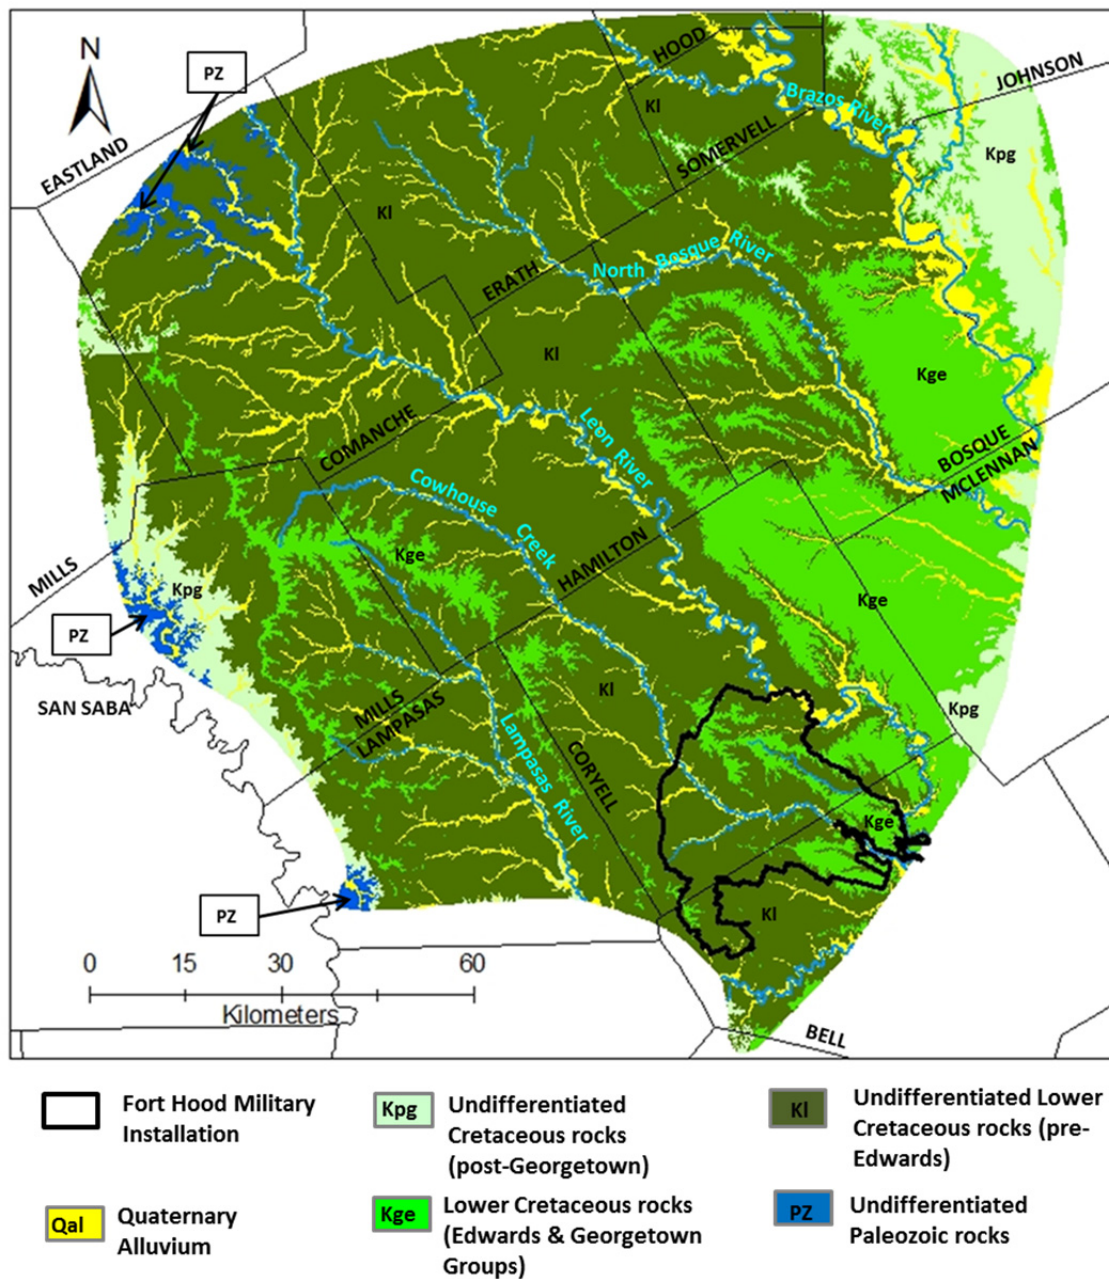 N
PZ
EASTLAND
HOOD
JOHNSON
Kl
Brazos River
SOMERVELL
Kpg
Kl
ERATH
North Bosque River
Kl
Kge
COMANCHE
Leon River
BOSQUE
MCLENNAN
Cowhouse Creek
HAMILTON
Kge
MILLS
Kpg
PZ
Kge
SAN SABA
Kl
MILLS
LAMPASAS
Kpg
Lampasas River
CORYELL
Kge
PZ
Kl
0 15 30 60
Kilometers
BELL
Fort Hood Military
Installation
Kpg
Undifferentiated
Cretaceous rocks
(post-Georgetown)
Kl
Undifferentiated Lower
Cretaceous rocks (pre-
Edwards)
Qal
Quaternary
Alluvium
Kge
Lower Cretaceous rocks
(Edwards & Georgetown
Groups)
PZ
Undifferentiated
Paleozoic rocks